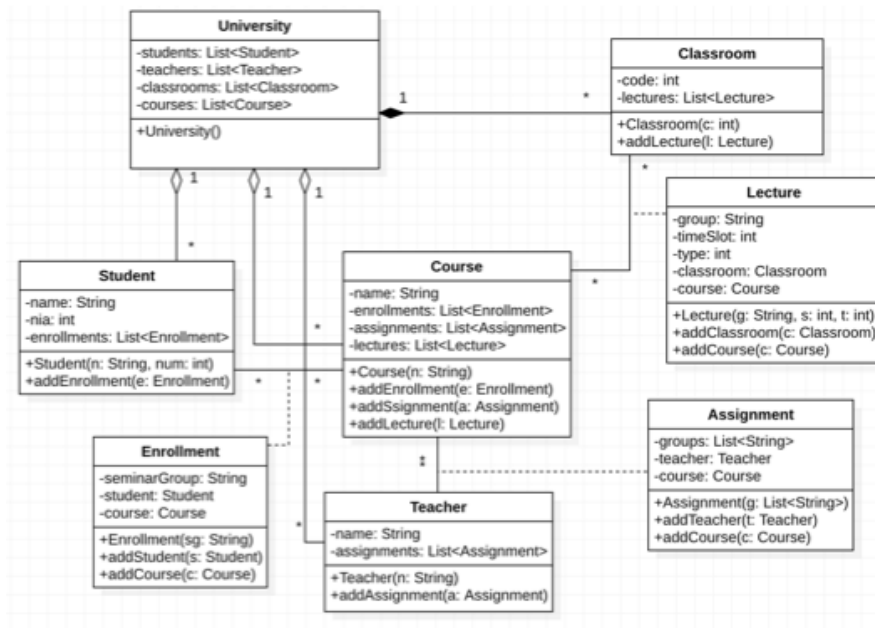 University
-students: List<Student>
-teachers: List<Teacher>
-classrooms: List<Classroom>
-courses: List<Course>
+University()
1
*
1
1
1
Classroom
-code: int
-lectures: List<Lecture>
+Classroom(c: int)
+addLecture(l: Lecture)
*
*
Lecture
-group: String
-timeSlot: int
-type: int
-classroom: Classroom
-course: Course
+Lecture(g: String, s: int, t: int)
+addClassroom(c: Classroom)
+addCourse(c: Course)
*
Student
-name: String
-nia: int
-enrollments: List<Enrollment>
+Student(n: String, num: int)
+addEnrollment(e: Enrollment)
*
*
*
Course
-name: String
-enrollments: List<Enrollment>
-assignments: List<Assignment>
-lectures: List<Lecture>
+Course(n: String)
+addEnrollment(e: Enrollment)
+addSsignment(a: Assignment)
+addLecture(l: Lecture)
Enrollment
-seminarGroup: String
-student: Student
-course: Course
+Enrollment(sg: String)
+addStudent(s: Student)
+addCourse(c: Course)
Assignment
-groups: List<String>
-teacher: Teacher
-course: Course
+Assignment(g: List<String>)
+addTeacher(t: Teacher)
+addCourse(c: Course)
*
*
*
Teacher
-name: String
-assignments: List<Assignment>
+Teacher(n: String)
+addAssignment(a: Assignment)